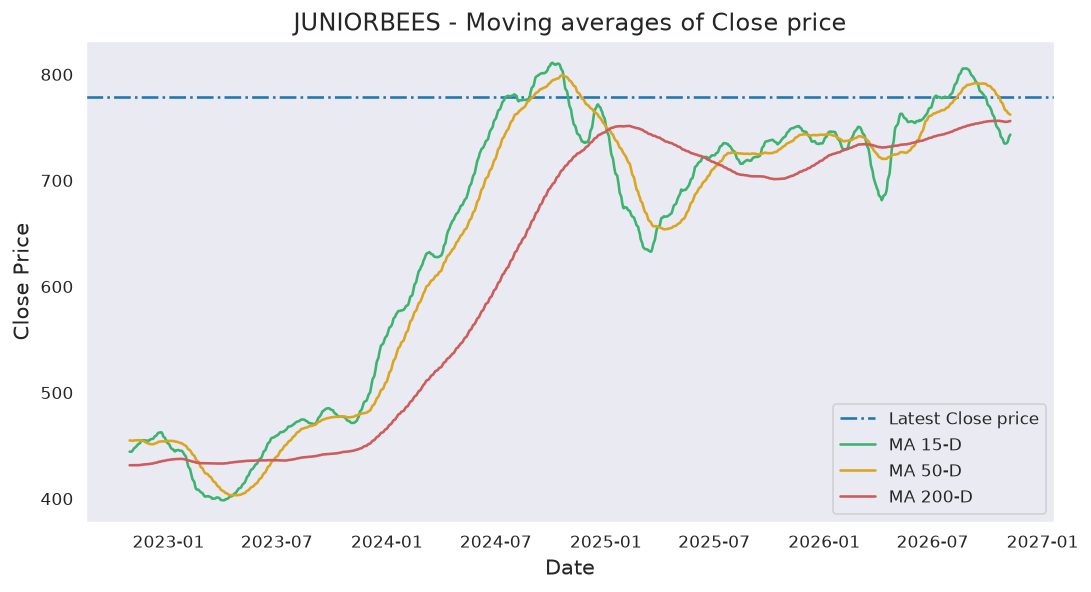 JUNIORBEES - Moving averages of Close price
800
700
600
500
400
Close Price
2023-01 2023-07 2024-01 2024-07 2025-01 2025-07 2026-01 2026-07 2027-01
Date
Latest Close price
MA 15-D
MA 50-D
MA 200-D